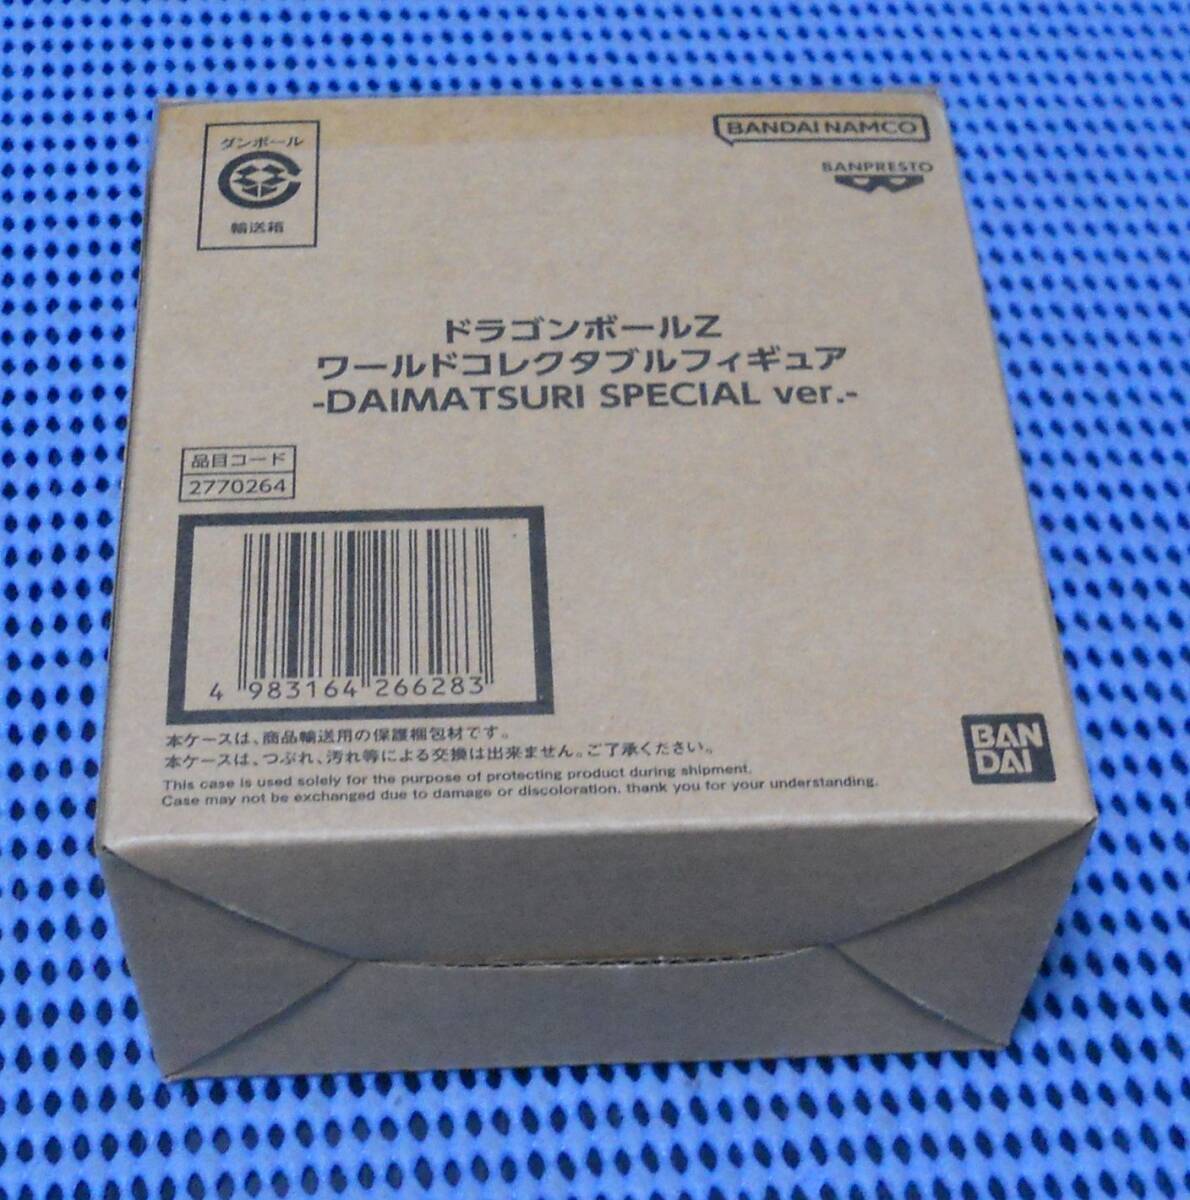 ダンボール
輸送箱
BANDAI NAMCO
BANPRESTO
ドラゴンボールZ
ワールドコレクタブルフィギュア
-DAIMATSURI SPECIAL ver.-
品目コード
2770264
4 983164 266283
本ケースは、商品輸送用の保護梱包材です。
本ケースは、つぶれ、汚れ等による交換は出来ません。ご了承ください。
This case is used solely for the purpose of protecting product during shipment.
Case may not be exchanged due to damage or discoloration. thank you for your understanding.
BAN
DAI